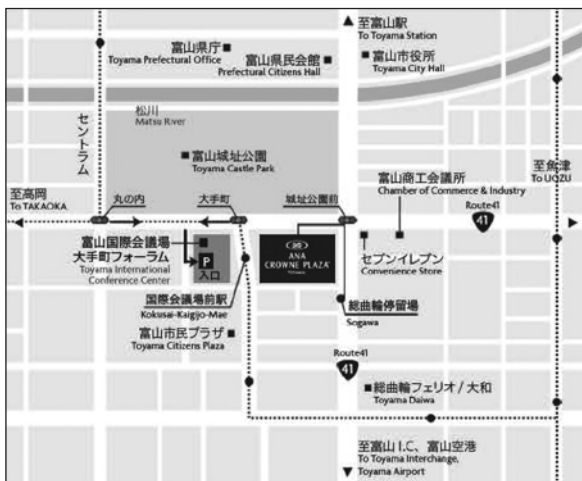 至富山駅
To Toyama Station
富山県庁
Toyama Prefectural Office
富山県民会館
Prefectural Citizens Hall
富山市役所
Toyama City Hall
セントラム
松川
Matsu River
富山城址公園
Toyama Castle Park
至魚津
To UOZU
富山商工会議所
Chamber of Commerce & Industry
至高岡
To TAKAOKA
丸の内
大手町
城址公園前
Route41
41
富山国際会議場
大手町フォーラム
Toyama International
Conference Center
P
入口
ANA
CROWNE PLAZA
セブンイレブン
Convenience Store
国際会議場前駅
Kokusai-Kaigijo-Mae
総曲輪停留場
Sogawa
富山市民プラザ
Toyama Citizens Plaza
Route41
41
総曲輪フェリオ/大和
Toyama Daiwa
至富山I.C、富山空港
To Toyama Interchange,
Toyama Airport